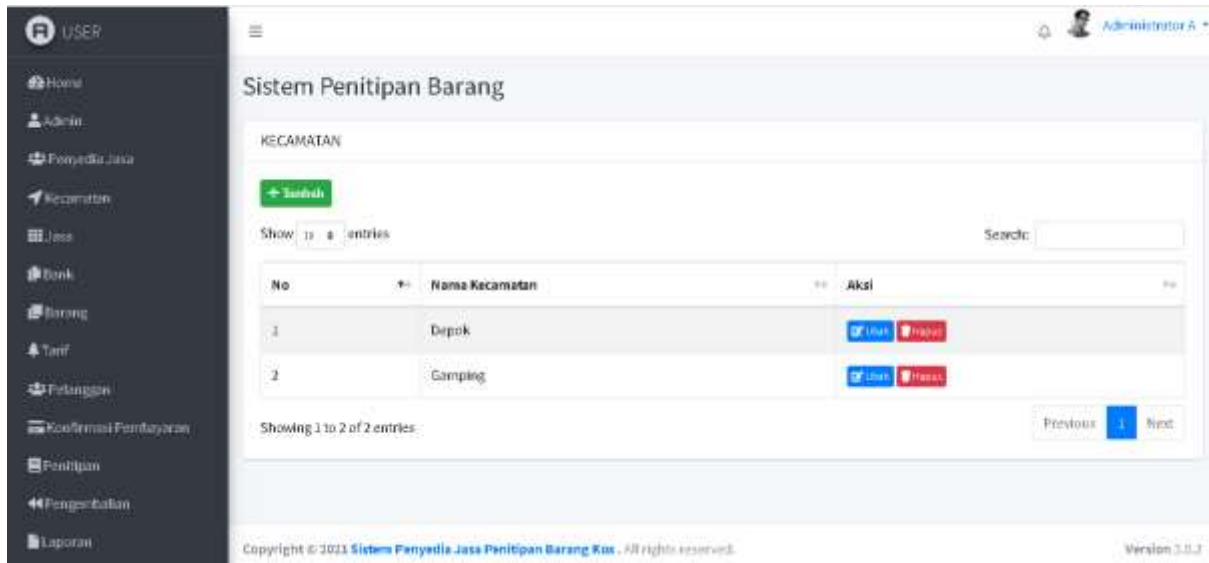 USER
Administrator A
Home
Admin
Penyedia Jasa
Kecamatan
Jasa
Bank
Barang
Tarif
Pelanggan
Konfirmasi Pembayaran
Penitipan
Pengembalian
Laporan
Sistem Penitipan Barang
KECAMATAN
Tambah
Show 10 entries
Search:
No Nama Kecamatan Aksi
1 Depok Ubah Hapus
2 Gamping Ubah Hapus
Showing 1 to 2 of 2 entries
Previous 1 Next
Copyright © 2021 Sistem Penyedia Jasa Penitipan Barang Kos . All rights reserved.
Version